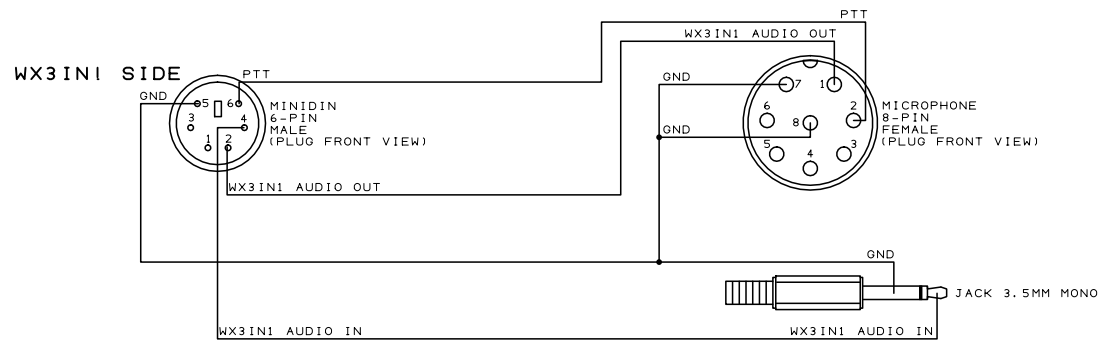 PTT
WX3IN1 AUDIO OUT
WX3IN1 SIDE
PTT
GND
GND
5
6
3
4
1
2
MINIDIN
6-PIN
MALE
(PLUG FRONT VIEW)
7
1
6
2
8
GND
5
3
4
MICROPHONE
8-PIN
FEMALE
(PLUG FRONT VIEW)
WX3IN1 AUDIO OUT
GND
JACK 3.5MM MONO
WX3IN1 AUDIO IN
WX3IN1 AUDIO IN